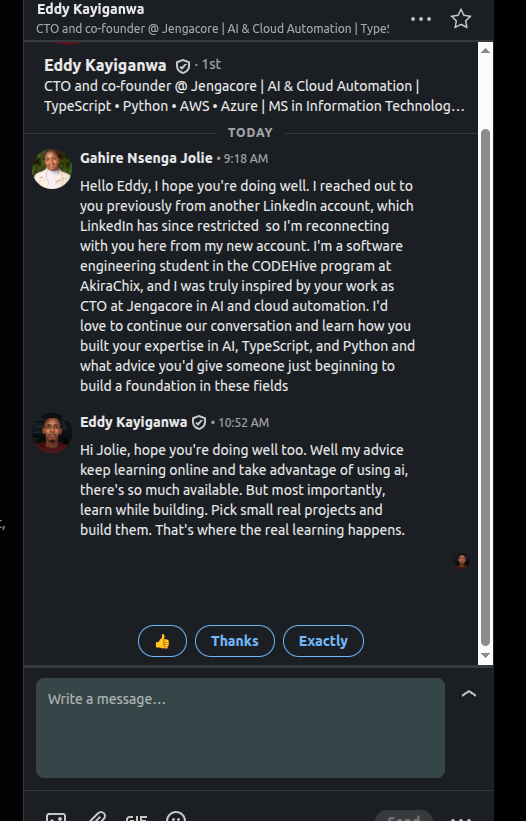 Eddy Kayiganwa
CTO and co-founder @ Jengacore | AI & Cloud Automation | Type
Eddy Kayiganwa · 1st
CTO and co-founder @ Jengacore | AI & Cloud Automation |
TypeScript • Python • AWS • Azure | MS in Information Technolog...
TODAY
Gahire Nsenga Jolie • 9:18 AM
Hello Eddy, I hope you're doing well. I reached out to
you previously from another LinkedIn account, which
LinkedIn has since restricted  so I'm reconnecting
with you here from my new account. I'm a software
engineering student in the CODEHive program at
AkiraChix, and I was truly inspired by your work as
CTO at Jengacore in AI and cloud automation. I'd
love to continue our conversation and learn how you
built your expertise in AI, TypeScript, and Python and
what advice you'd give someone just beginning to
build a foundation in these fields
Eddy Kayiganwa • 10:52 AM
Hi Jolie, hope you're doing well too. Well my advice
keep learning online and take advantage of using ai,
there's so much available. But most importantly,
learn while building. Pick small real projects and
build them. That's where the real learning happens.
👍 Thanks Exactly
Write a message...
GIF Send